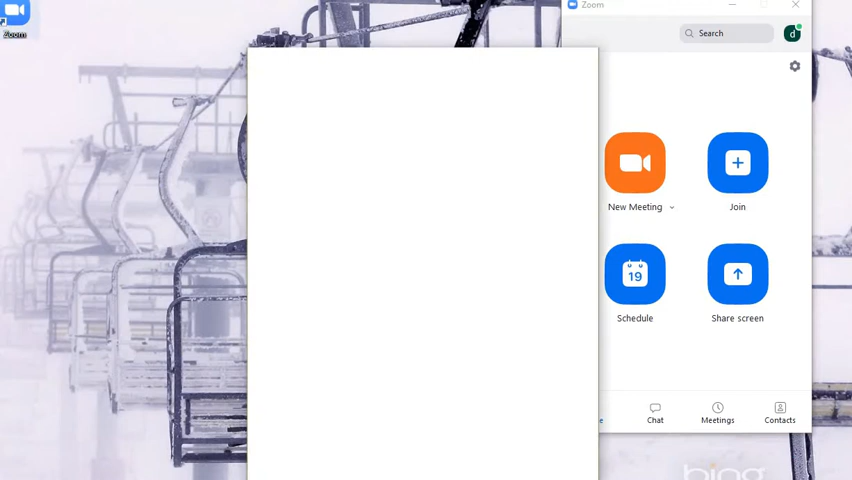 Zoom
Zoom
Search
d
New Meeting
Join
19
Schedule
Share screen
e
Chat
Meetings
Contacts
bing